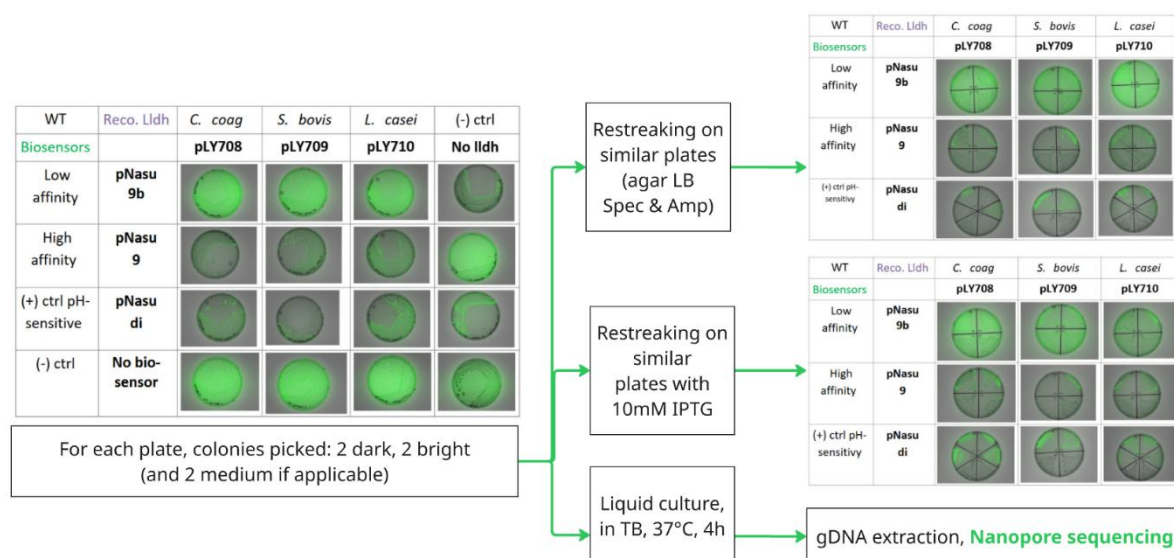 WT Reco. Lldh C. coag S. bovis L. casei (-) ctrl
Biosensors pLY708 pLY709 pLY710 No lldh
Low affinity pNasu 9b
High affinity pNasu 9
(+) ctrl pH-sensitive pNasu di
(-) ctrl No bio-sensor
For each plate, colonies picked: 2 dark, 2 bright
(and 2 medium if applicable)
Restreaking on
similar plates
(agar LB
Spec & Amp)
Restreaking on
similar
plates with
10mM IPTG
Liquid culture,
in TB, 37°C, 4h
WT Reco. Lldh C. coag S. bovis L. casei
Biosensors pLY708 pLY709 pLY710
Low affinity pNasu 9b
High affinity pNasu 9
(+) ctrl pH-sensitivy pNasu di
WT Reco. Lldh C. coag S. bovis L. casei
Biosensors pLY708 pLY709 pLY710
Low affinity pNasu 9b
High affinity pNasu 9
(+) ctrl pH-sensitivy pNasu di
gDNA extraction, Nanopore sequencing